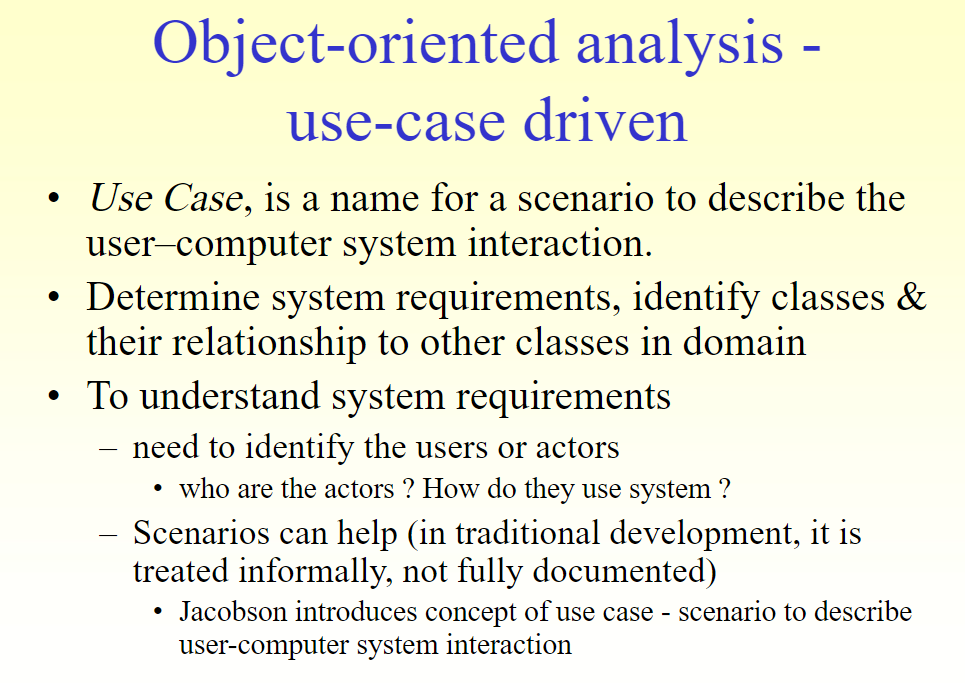 Object-oriented analysis -
use-case driven
• Use Case, is a name for a scenario to describe the
user–computer system interaction.
• Determine system requirements, identify classes &
their relationship to other classes in domain
• To understand system requirements
– need to identify the users or actors
• who are the actors ? How do they use system ?
– Scenarios can help (in traditional development, it is
treated informally, not fully documented)
• Jacobson introduces concept of use case - scenario to describe
user-computer system interaction